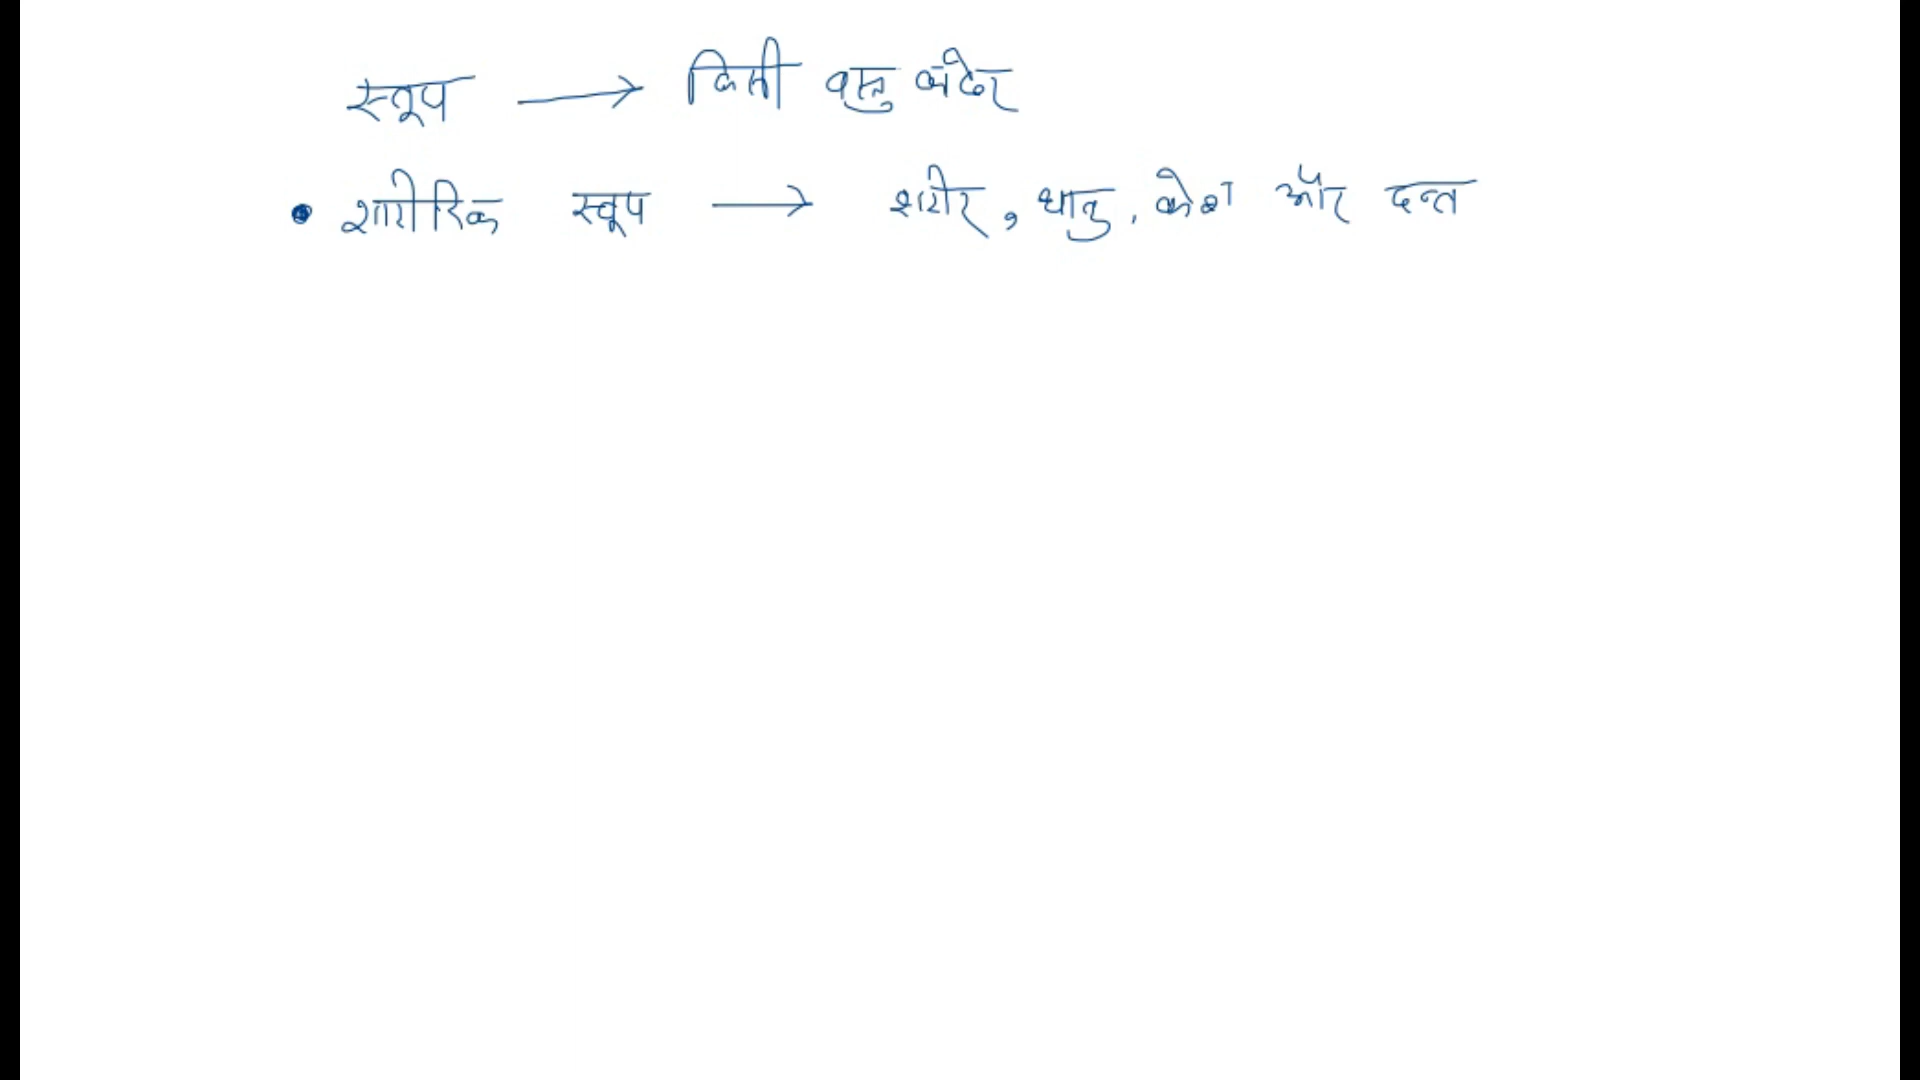 स्तूप → किसी वस्तु का ढेर
• शारीरिक स्तूप → शरीर, धातु, केश और दन्त